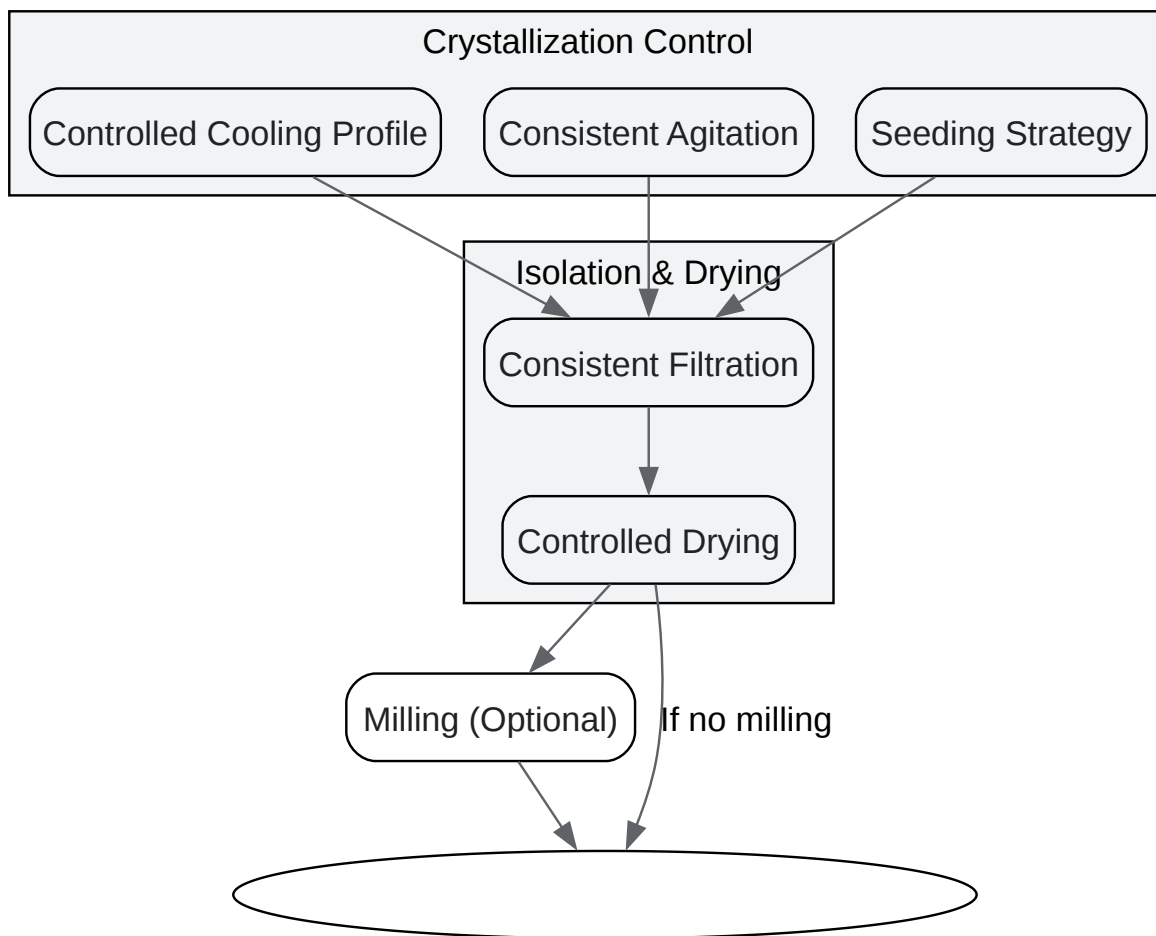 Crystallization Control
Controlled Cooling Profile
Consistent Agitation
Seeding Strategy
Isolation & Drying
Consistent Filtration
Controlled Drying
Milling (Optional)
If no milling